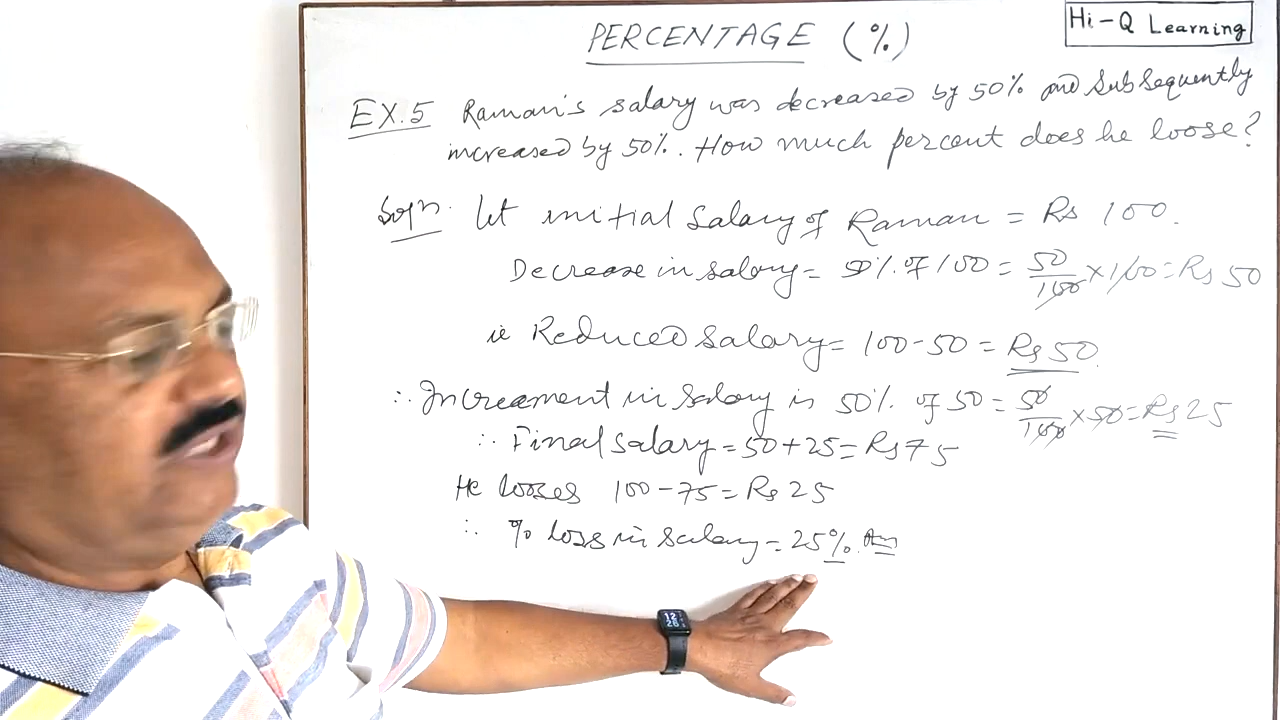 PERCENTAGE (%)
Hi-Q Learning
EX.5 Raman's salary was decreased by 50% and subsequently
increased by 50%. How much percent does he loose?
Sol'n. Let initial salary of Raman = Rs 100.
Decrease in salary = 50% of 100 = 50/100 × 100 = Rs 50
ie Reduced salary = 100-50 = Rs 50.
∴ Increament in salary is 50% of 50 = 50/100 × 50 = Rs 25
∴ Final salary = 50+25 = Rs 75
He looses 100-75 = Rs 25
∴ % loss in salary = 25%. Ans
12
28